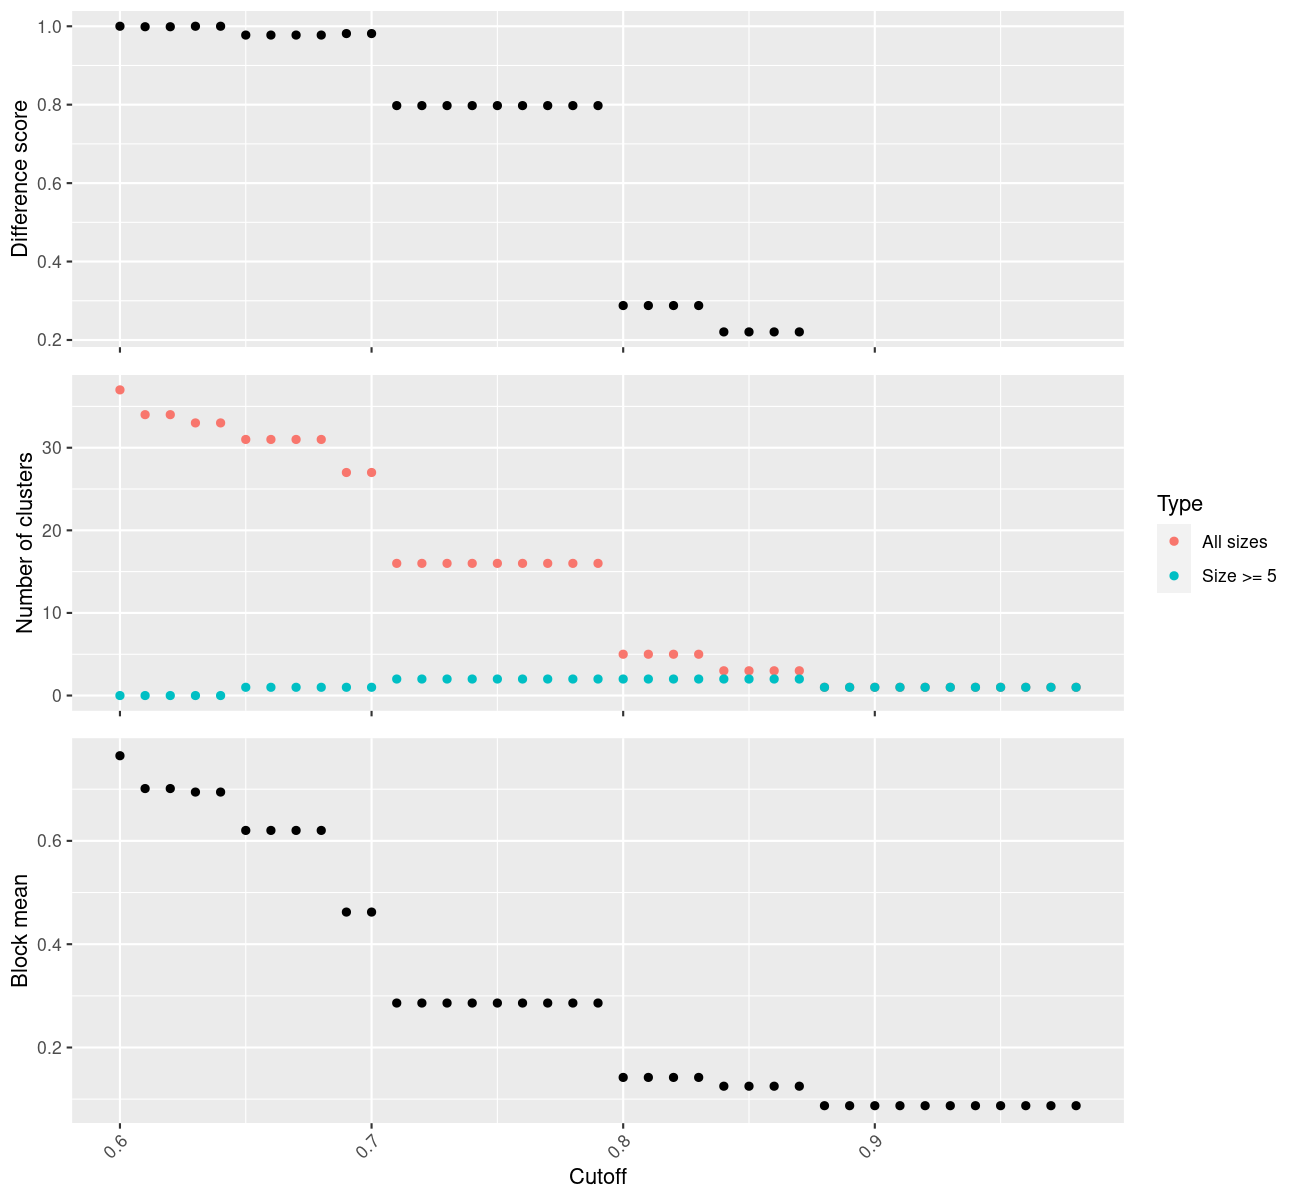 Difference score
1.0
0.8
0.6
0.4
0.2
Number of clusters
30
20
10
0
Type
All sizes
Size >= 5
Block mean
0.6
0.4
0.2
0.6
0.7
0.8
0.9
Cutoff